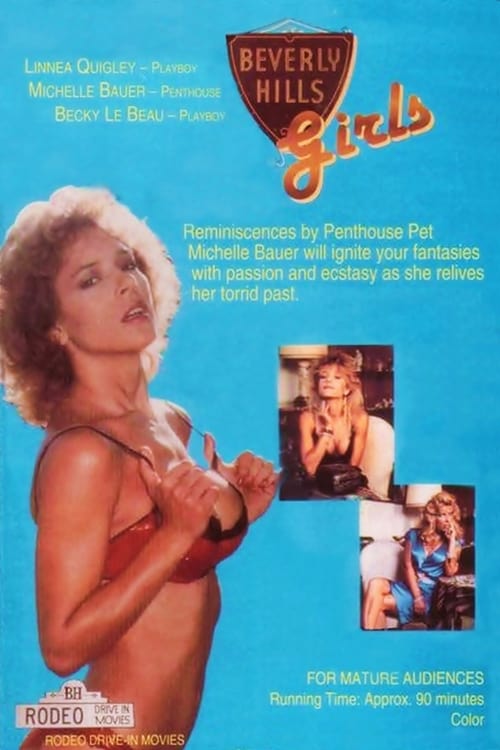 LINNEA QUIGLEY – PLAYBOY
MICHELLE BAUER – PENTHOUSE
BECKY LE BEAU – PLAYBOY
BEVERLY
HILLS
Girls
Reminiscences by Penthouse Pet
Michelle Bauer will ignite your fantasies
with passion and ecstasy as she relives
her torrid past.
FOR MATURE AUDIENCES
Running Time: Approx. 90 minutes
Color
BH
RODEO DRIVE-IN
MOVIES
RODEO DRIVE-IN MOVIES